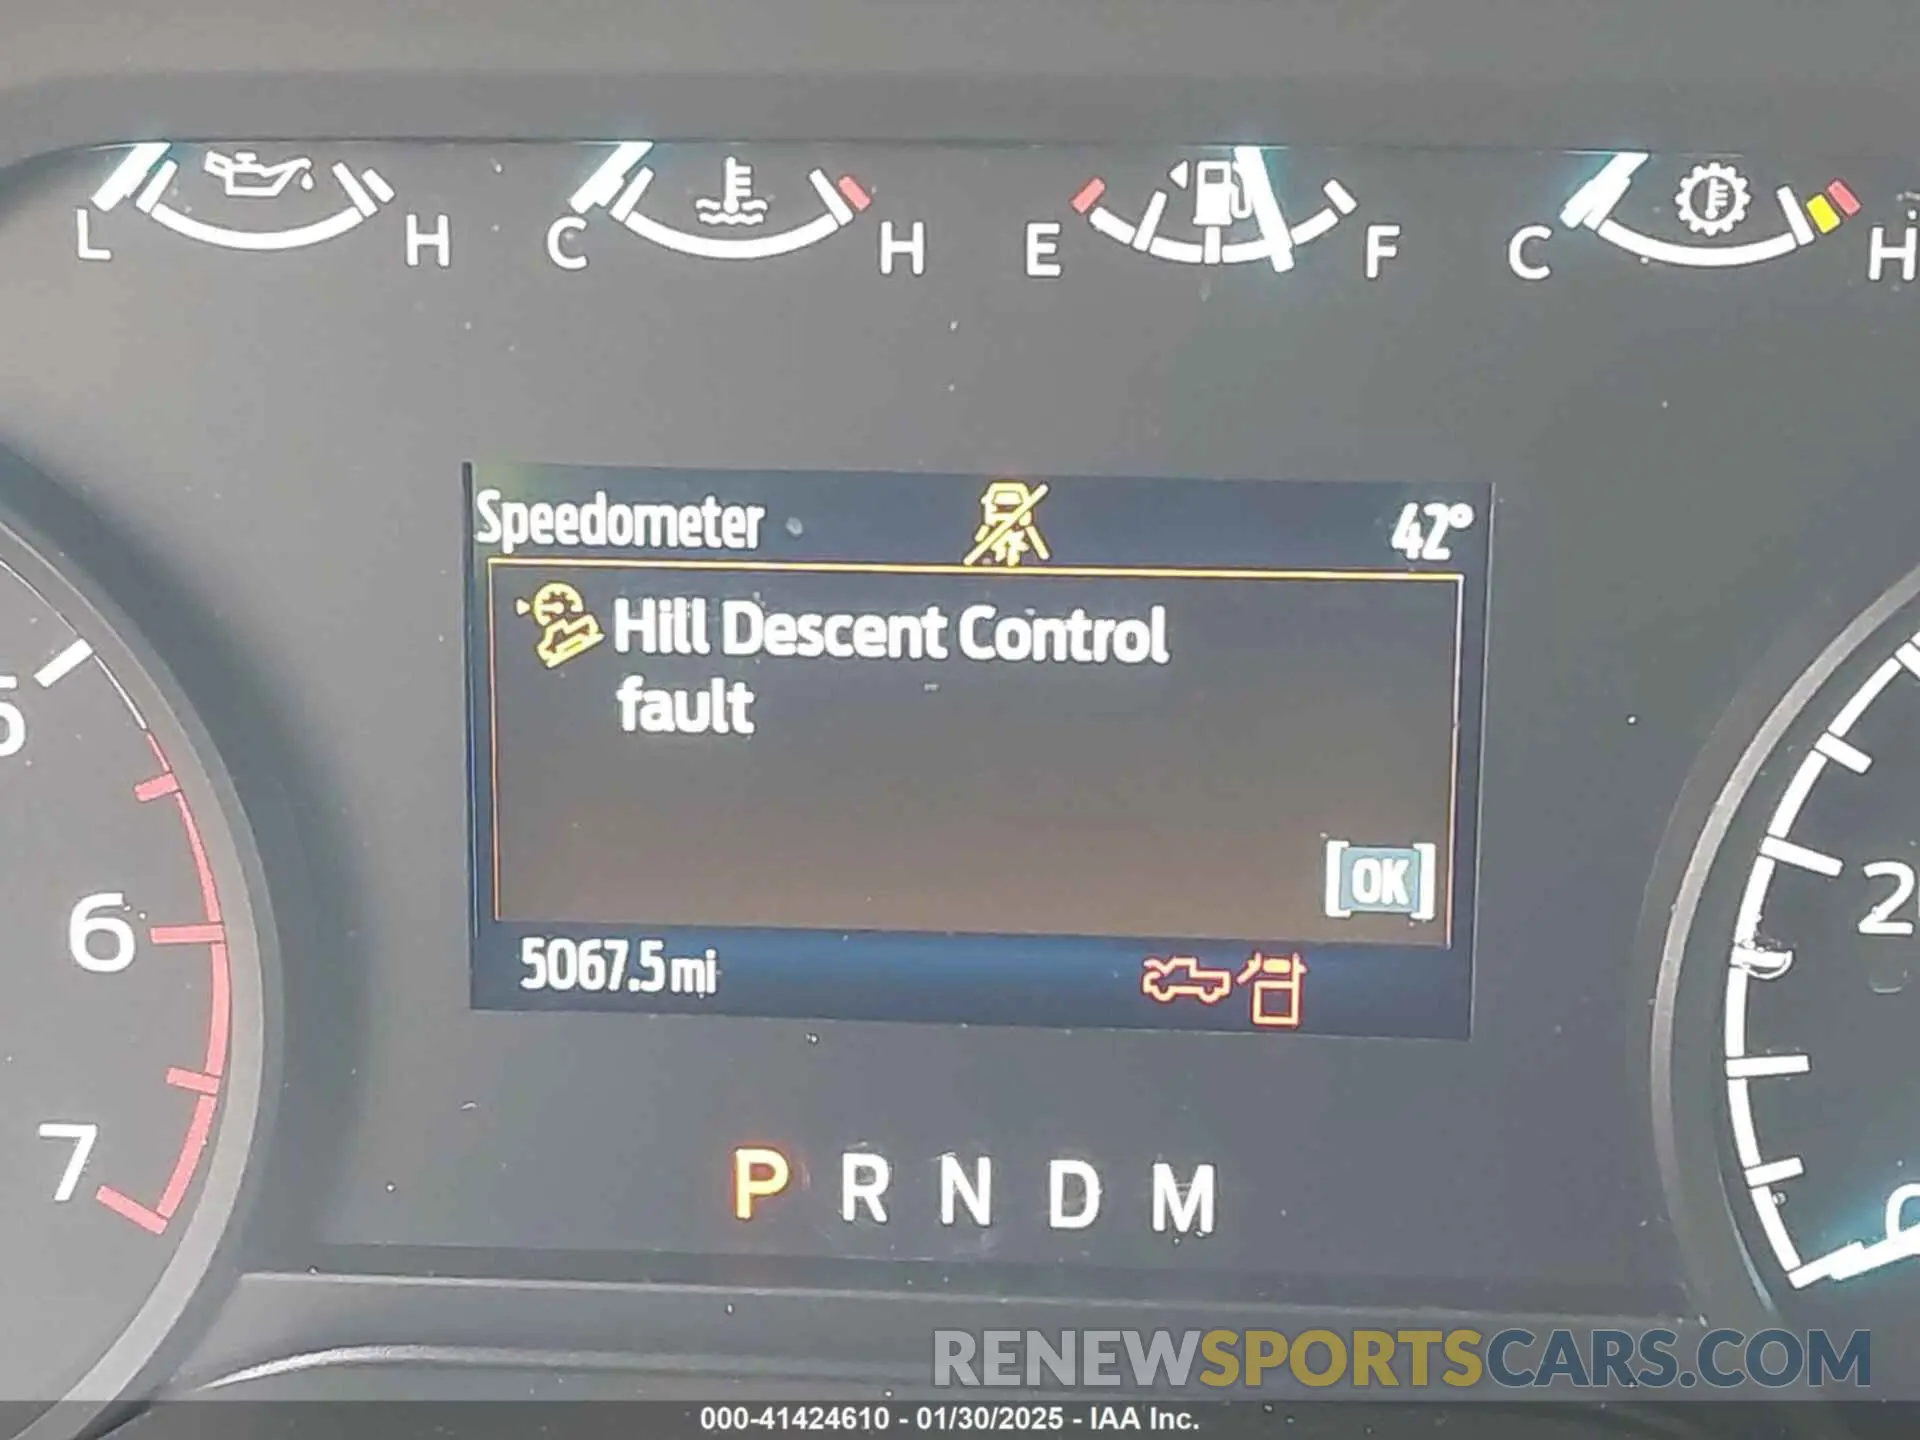 L H C H E F C H
Speedometer 42°
Hill Descent Control
fault
[OK]
5067.5 mi
5
6
7
2
0
P R N D M
RENEWSPORTSCARS.COM
000-41424610 - 01/30/2025 - IAA Inc.